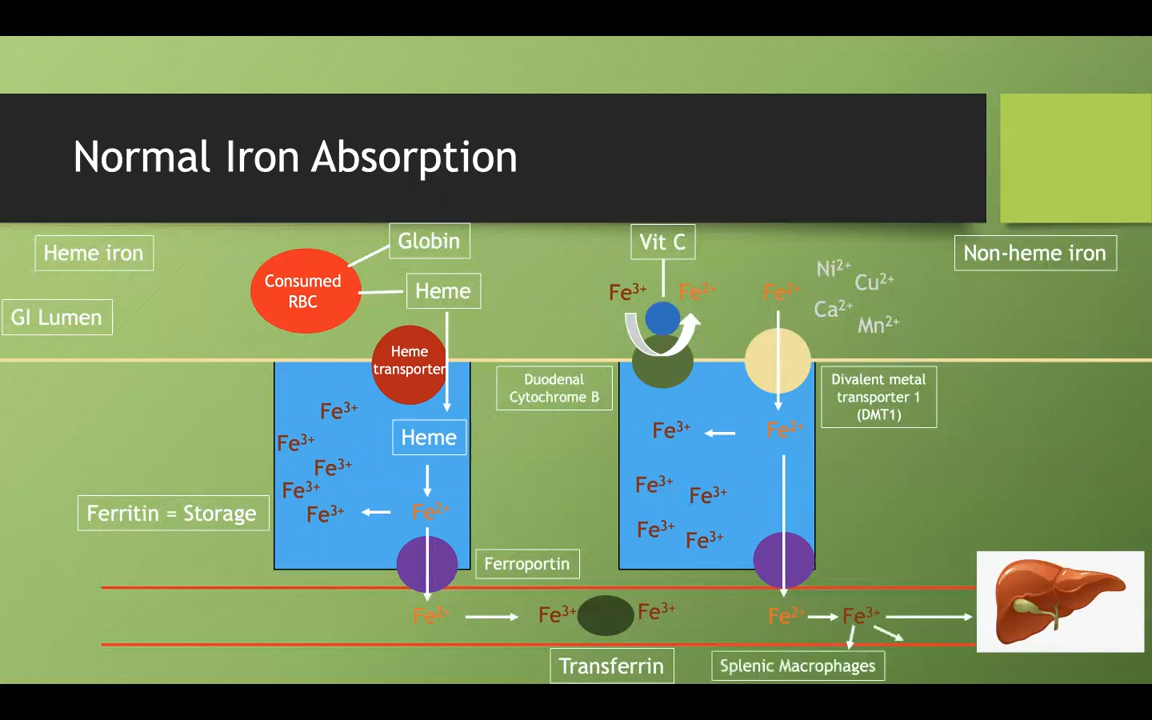 Normal Iron Absorption
Heme iron
Globin
Vit C
Non-heme iron
Consumed
RBC
Heme
Fe³⁺
Fe²⁺
Fe²⁺
Ni²⁺
Cu²⁺
Ca²⁺
Mn²⁺
GI Lumen
Heme
transporter
Duodenal
Cytochrome B
Divalent metal
transporter 1
(DMT1)
Fe³⁺
Fe³⁺
Fe³⁺
Fe³⁺
Fe³⁺
Heme
Fe²⁺
Fe³⁺
Fe²⁺
Fe³⁺
Fe³⁺
Fe³⁺
Fe³⁺
Ferritin = Storage
Ferroportin
Fe²⁺
Fe³⁺
Fe³⁺
Fe²⁺
Fe³⁺
Transferrin
Splenic Macrophages